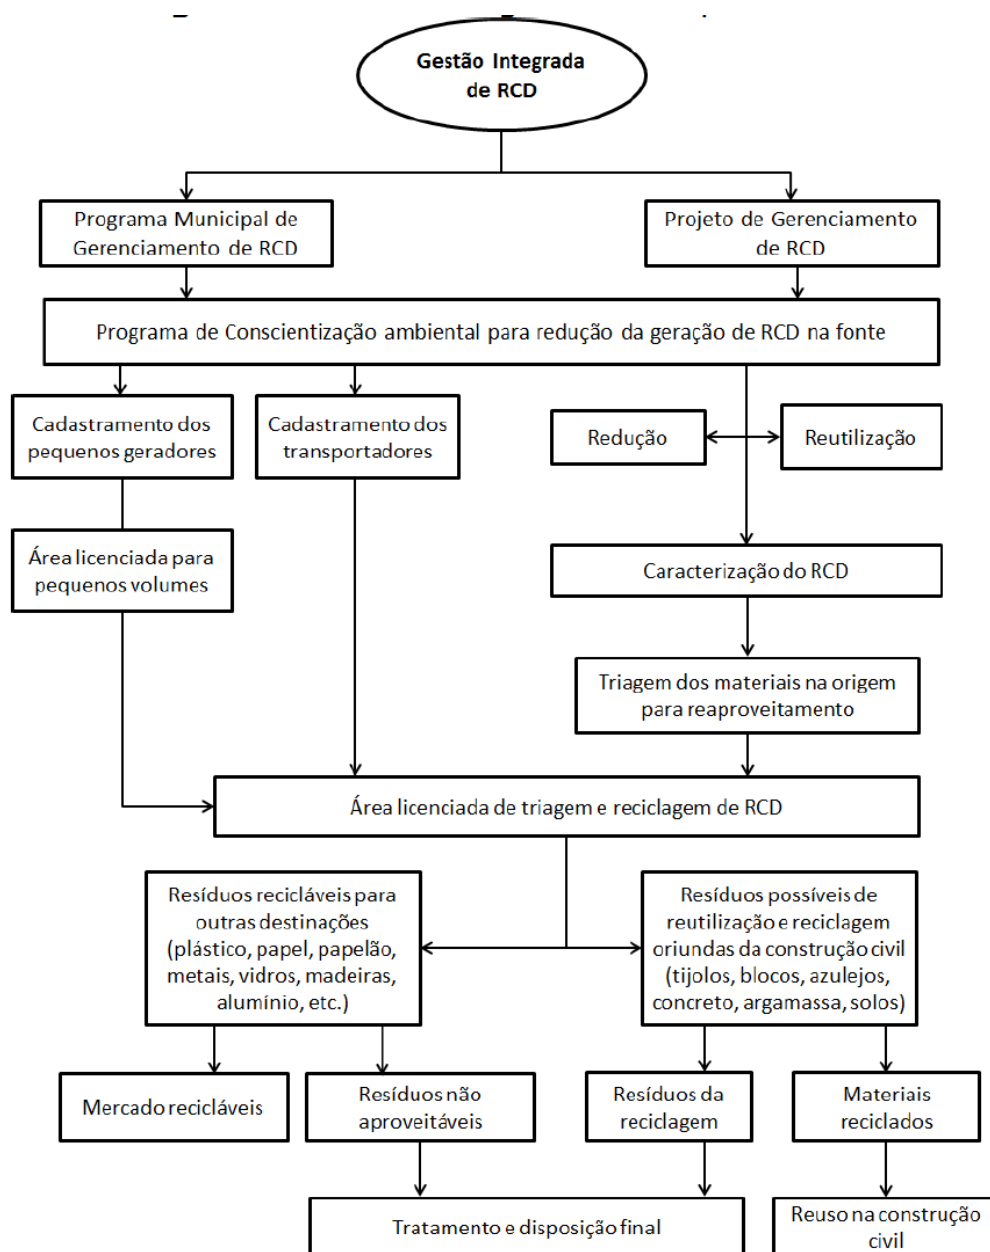 Gestão Integrada
de RCD
Programa Municipal de
Gerenciamento de RCD
Projeto de Gerenciamento
de RCD
Programa de Conscientização ambiental para redução da geração de RCD na fonte
Cadastramento dos
pequenos geradores
Cadastramento dos
transportadores
Redução
Reutilização
Área licenciada para
pequenos volumes
Caracterização do RCD
Triagem dos materiais na origem
para reaproveitamento
Área licenciada de triagem e reciclagem de RCD
Resíduos recicláveis para
outras destinações
(plástico, papel, papelão,
metais, vidros, madeiras,
alumínio, etc.)
Resíduos possíveis de
reutilização e reciclagem
oriundas da construção civil
(tijolos, blocos, azulejos,
concreto, argamassa, solos)
Mercado recicláveis
Resíduos não
aproveitáveis
Resíduos da
reciclagem
Materiais
reciclados
Tratamento e disposição final
Reuso na construção
civil